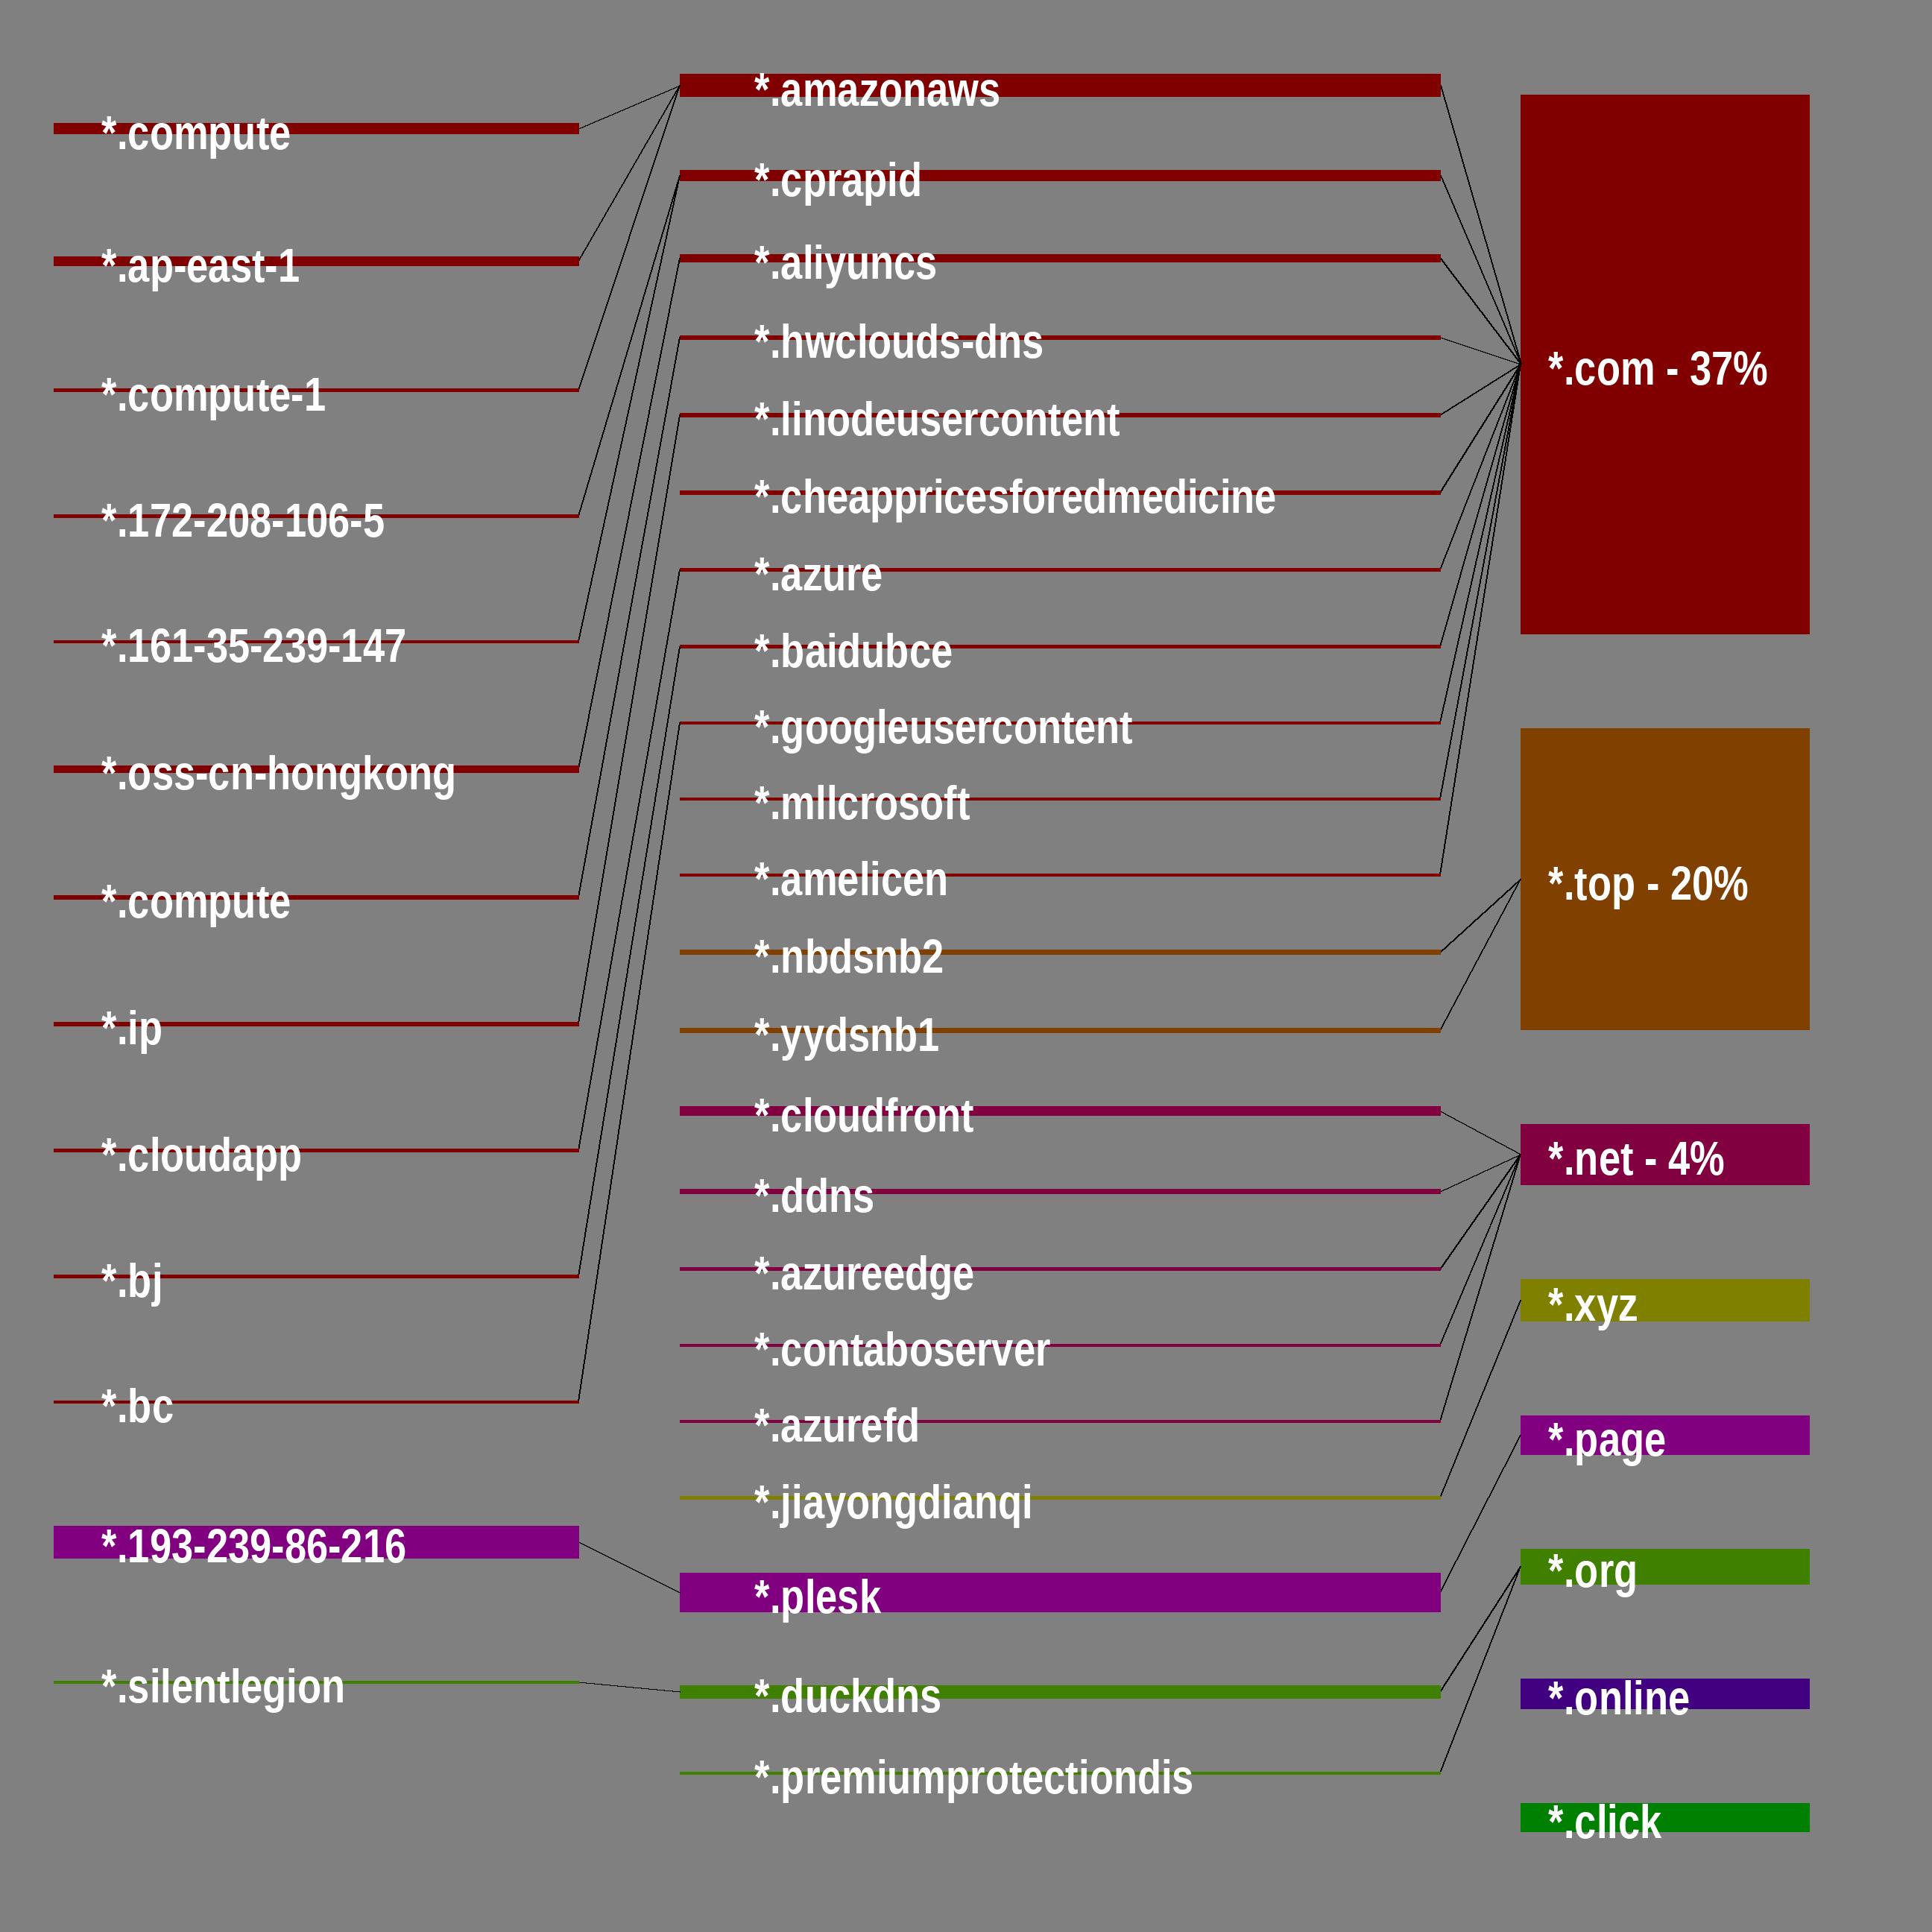 *.compute
*.ap-east-1
*.compute-1
*.172-208-106-5
*.161-35-239-147
*.oss-cn-hongkong
*.compute
*.ip
*.cloudapp
*.bj
*.bc
*.193-239-86-216
*.silentlegion
*.amazonaws
*.cprapid
*.aliyuncs
*.hwclouds-dns
*.linodeusercontent
*.cheappricesforedmedicine
*.azure
*.baidubce
*.googleusercontent
*.mllcrosoft
*.amelicen
*.nbdsnb2
*.yydsnb1
*.cloudfront
*.ddns
*.azureedge
*.contaboserver
*.azurefd
*.jiayongdianqi
*.plesk
*.duckdns
*.premiumprotectiondis
*.com - 37%
*.top - 20%
*.net - 4%
*.xyz
*.page
*.org
*.online
*.click